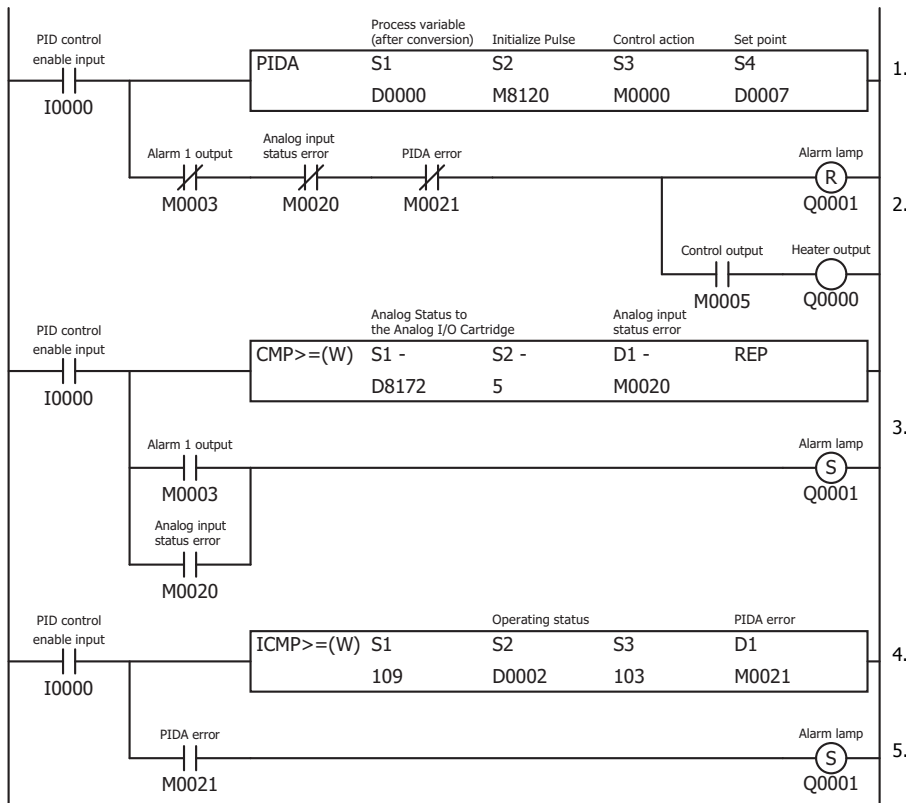 PID control
enable input
I0000
Process variable
(after conversion) Initialize Pulse Control action Set point
PIDA S1 S2 S3 S4
D0000 M8120 M0000 D0007
1.
Alarm 1 output
M0003
Analog input
status error
M0020
PIDA error
M0021
Alarm lamp
R
Q0001
2.
Control output
M0005
Heater output
Q0000
PID control
enable input
I0000
Analog Status to
the Analog I/O Cartridge
Analog input
status error
CMP>=(W) S1 - S2 - D1 - REP
D8172 5 M0020
3.
Alarm 1 output
M0003
Alarm lamp
S
Q0001
Analog input
status error
M0020
PID control
enable input
I0000
Operating status PIDA error
ICMP>=(W) S1 S2 S3 D1
109 D0002 103 M0021
4.
PIDA error
M0021
Alarm lamp
S
Q0001
5.